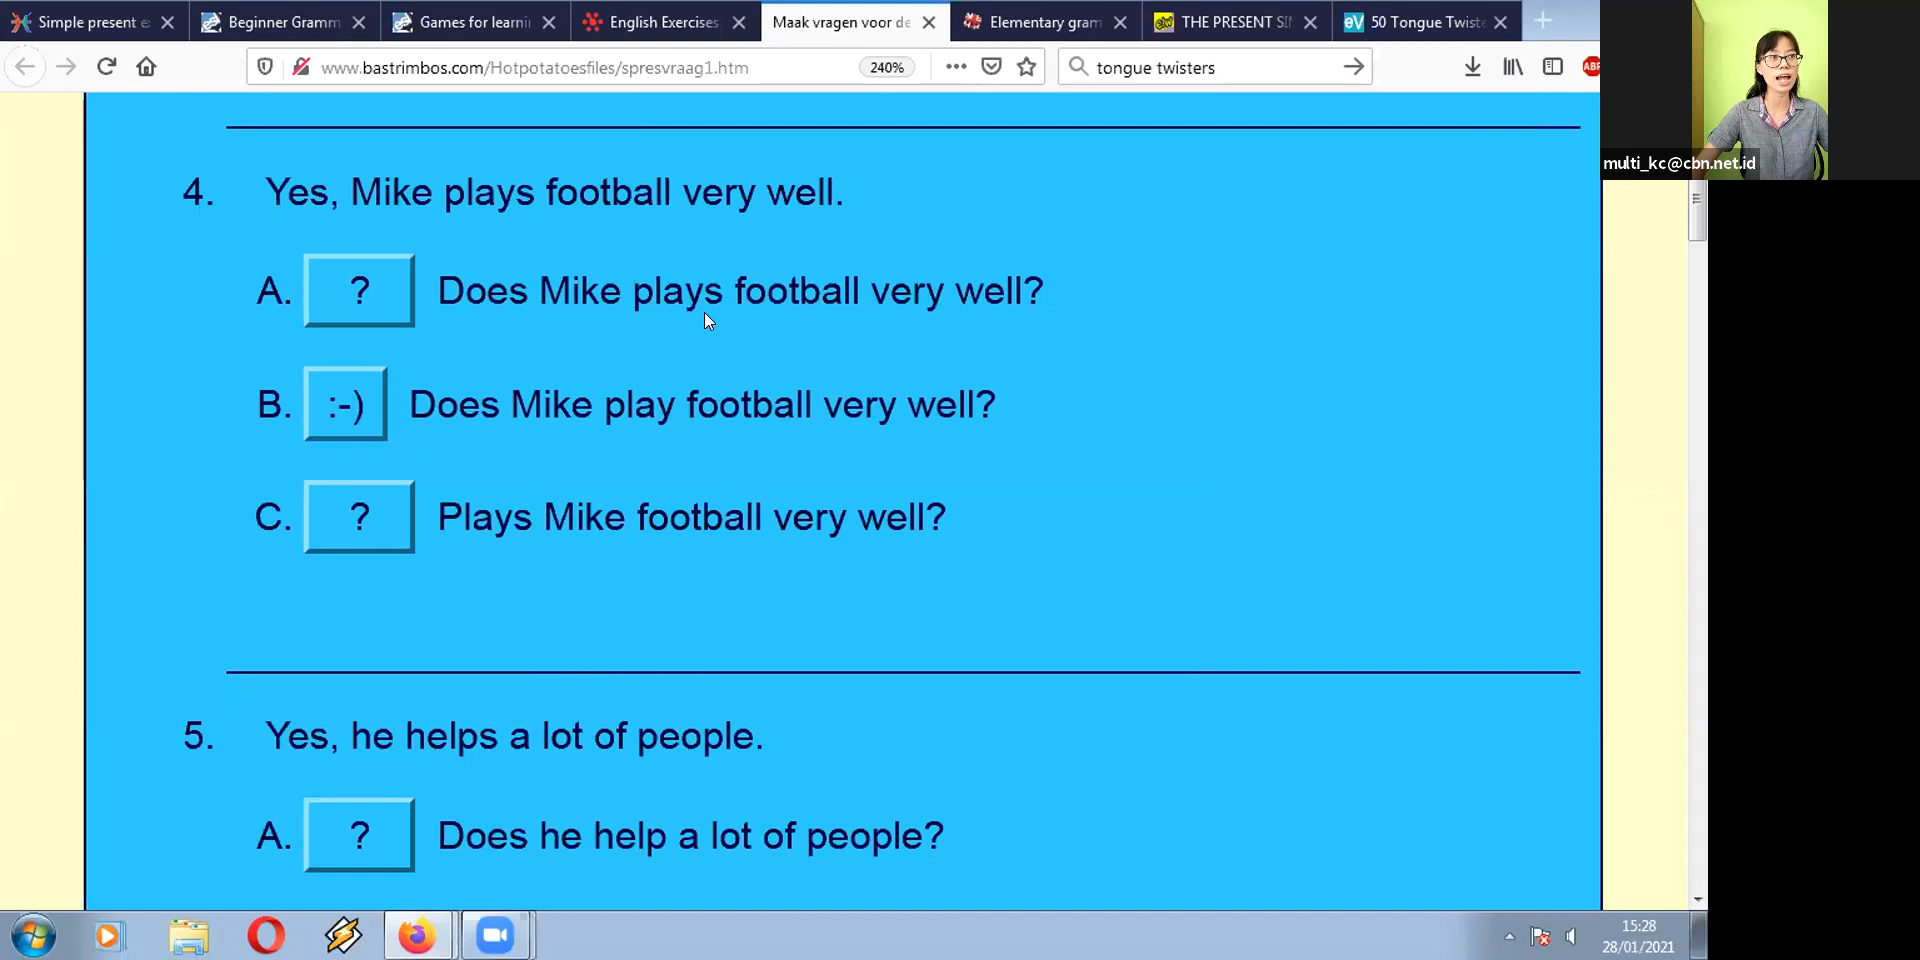 Simple present e
Beginner Gramm
Games for learni
English Exercises
Maak vragen voor de
Elementary gram
THE PRESENT SI
eV 50 Tongue Twiste
www.bastrimbos.com/Hotpotatoesfiles/spresvraag1.htm
240%
tongue twisters
ABP
multi_kc@cbn.net.id
4. Yes, Mike plays football very well.
A. ? Does Mike plays football very well?
B. :-) Does Mike play football very well?
C. ? Plays Mike football very well?
5. Yes, he helps a lot of people.
A. ? Does he help a lot of people?
15:28
28/01/2021